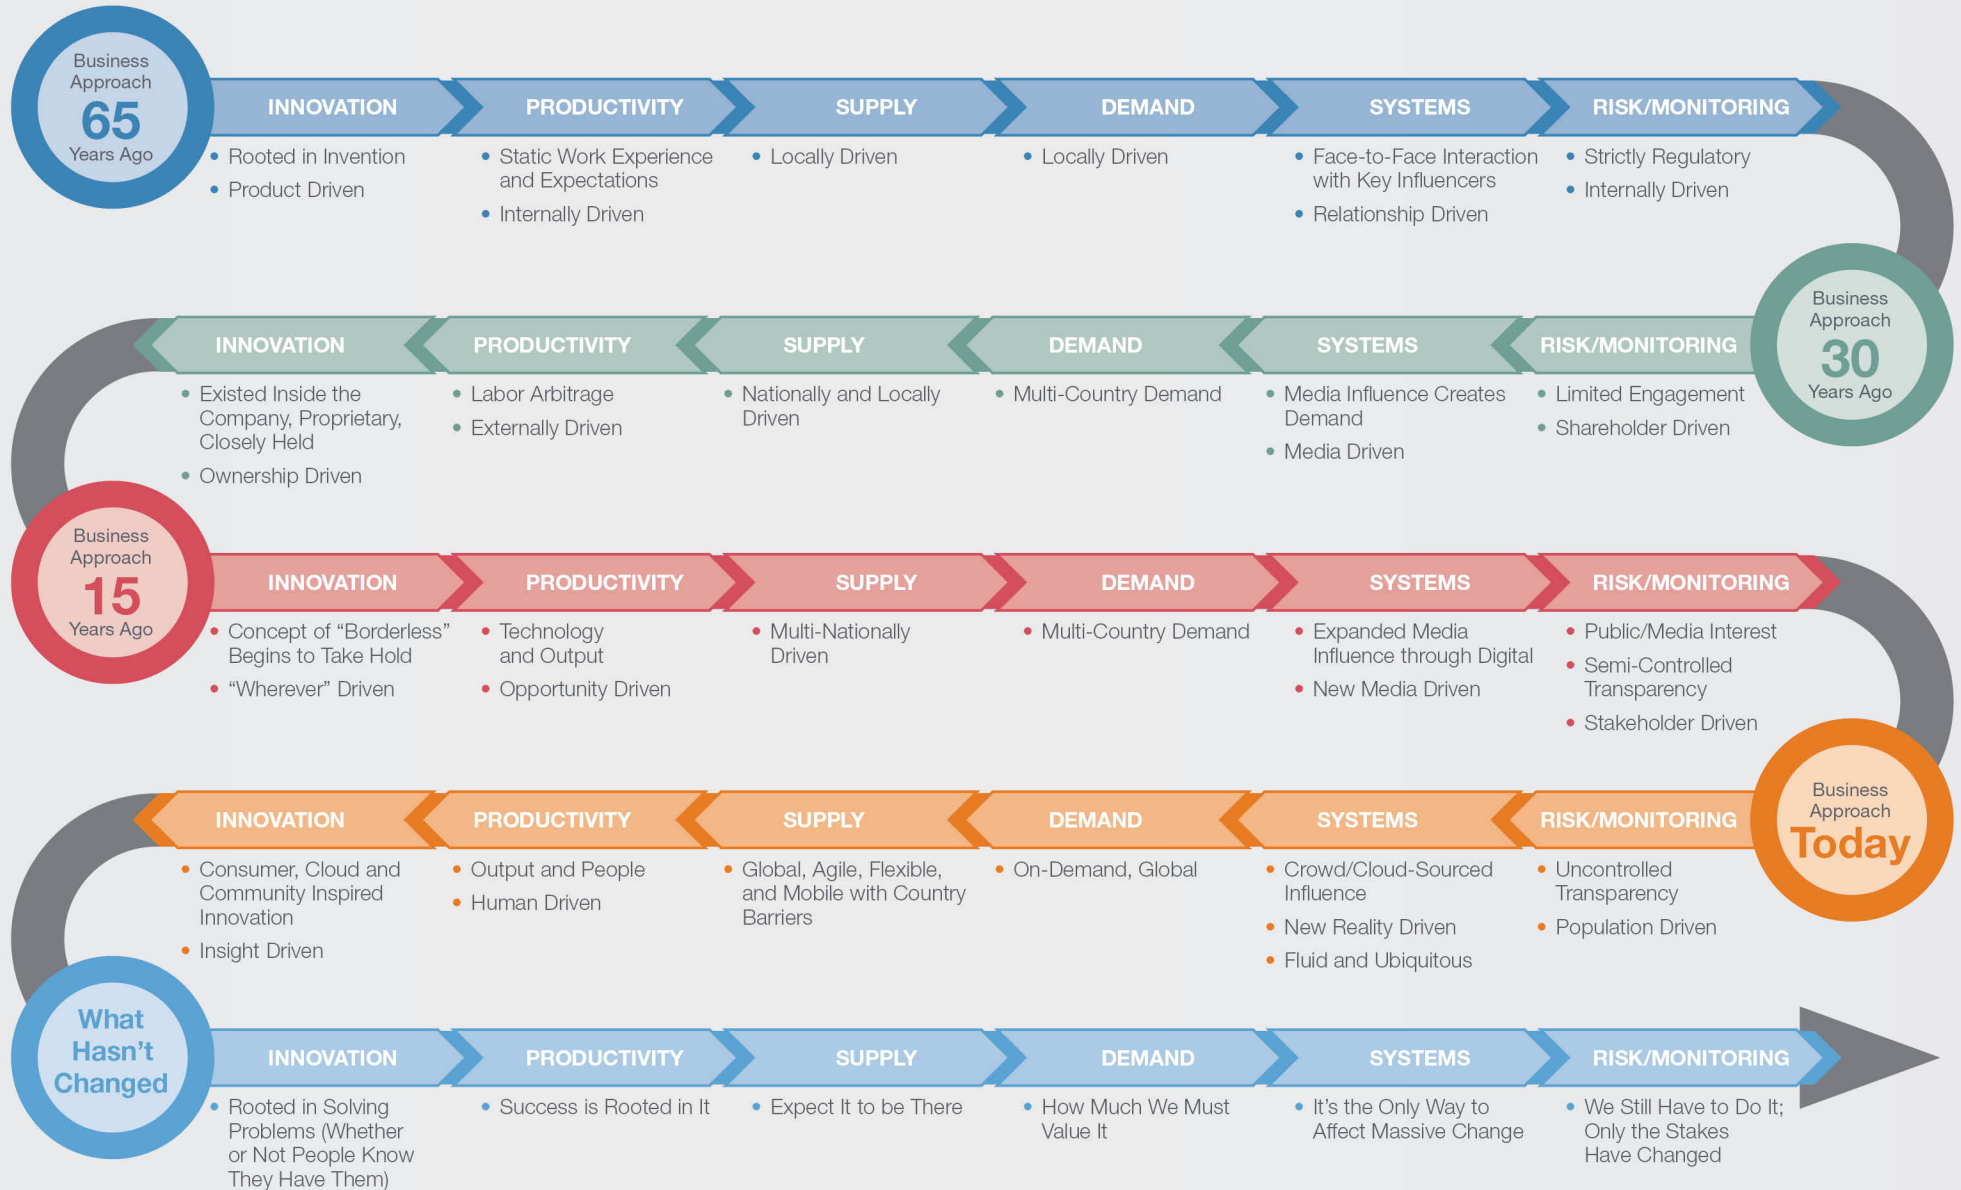 Business
Approach
65
Years Ago
INNOVATION
PRODUCTIVITY
SUPPLY
DEMAND
SYSTEMS
RISK/MONITORING
• Rooted in Invention
• Product Driven
• Static Work Experience
and Expectations
• Internally Driven
• Locally Driven
• Locally Driven
• Face-to-Face Interaction
with Key Influencers
• Relationship Driven
• Strictly Regulatory
• Internally Driven
Business
Approach
30
Years Ago
INNOVATION
PRODUCTIVITY
SUPPLY
DEMAND
SYSTEMS
RISK/MONITORING
• Existed Inside the
Company, Proprietary,
Closely Held
• Ownership Driven
• Labor Arbitrage
• Externally Driven
• Nationally and Locally
Driven
• Multi-Country Demand
• Media Influence Creates
Demand
• Media Driven
• Limited Engagement
• Shareholder Driven
Business
Approach
15
Years Ago
INNOVATION
PRODUCTIVITY
SUPPLY
DEMAND
SYSTEMS
RISK/MONITORING
• Concept of “Borderless”
Begins to Take Hold
• “Wherever” Driven
• Technology
and Output
• Opportunity Driven
• Multi-Nationally
Driven
• Multi-Country Demand
• Expanded Media
Influence through Digital
• New Media Driven
• Public/Media Interest
• Semi-Controlled
Transparency
• Stakeholder Driven
Business
Approach
Today
INNOVATION
PRODUCTIVITY
SUPPLY
DEMAND
SYSTEMS
RISK/MONITORING
• Consumer, Cloud and
Community Inspired
Innovation
• Insight Driven
• Output and People
• Human Driven
• Global, Agile, Flexible,
and Mobile with Country
Barriers
• On-Demand, Global
• Crowd/Cloud-Sourced
Influence
• New Reality Driven
• Fluid and Ubiquitous
• Uncontrolled
Transparency
• Population Driven
What
Hasn’t
Changed
INNOVATION
PRODUCTIVITY
SUPPLY
DEMAND
SYSTEMS
RISK/MONITORING
• Rooted in Solving
Problems (Whether
or Not People Know
They Have Them)
• Success is Rooted in It
• Expect It to be There
• How Much We Must
Value It
• It’s the Only Way to
Affect Massive Change
• We Still Have to Do It;
Only the Stakes
Have Changed